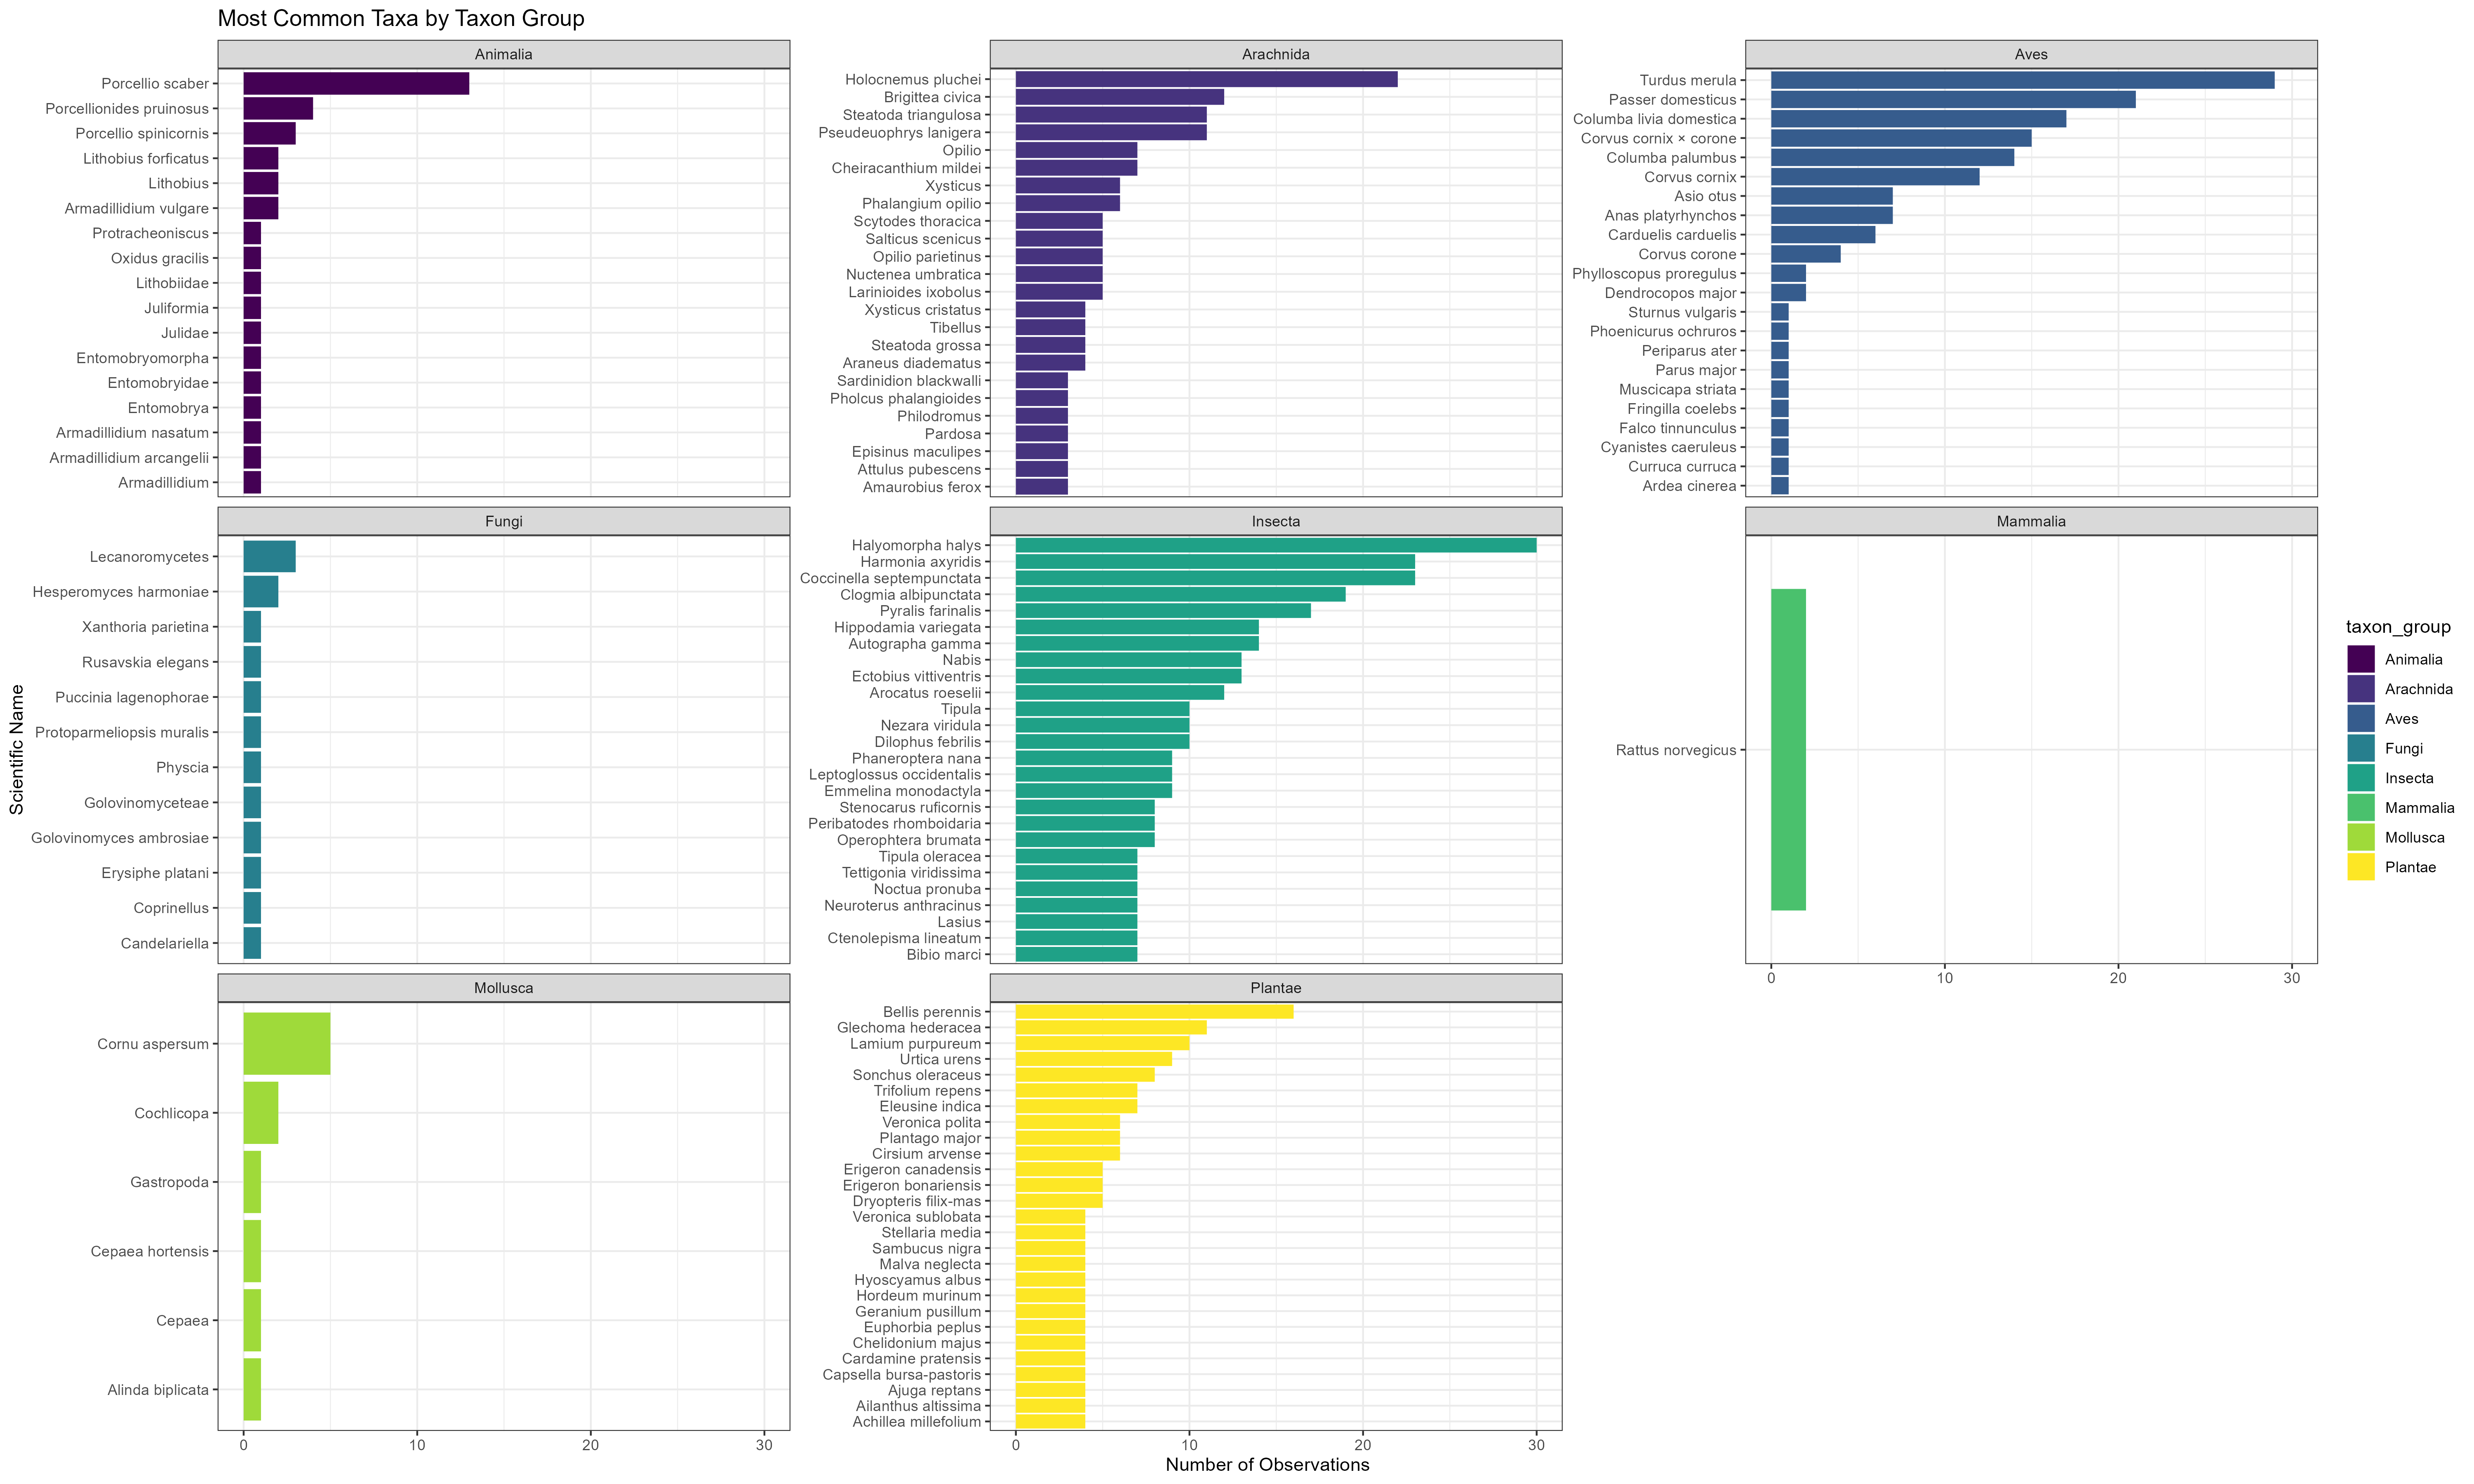 Most Common Taxa by Taxon Group
Animalia
Porcellio scaber
Porcellionides pruinosus
Porcellio spinicornis
Lithobius forficatus
Lithobius
Armadillidium vulgare
Protracheoniscus
Oxidus gracilis
Lithobiidae
Juliformia
Julidae
Entomobryomorpha
Entomobryidae
Entomobrya
Armadillidium nasatum
Armadillidium arcangelii
Armadillidium
Arachnida
Holocnemus pluchei
Brigittea civica
Steatoda triangulosa
Pseudeuophrys lanigera
Opilio
Cheiracanthium mildei
Xysticus
Phalangium opilio
Scytodes thoracica
Salticus scenicus
Opilio parietinus
Nuctenea umbratica
Larinioides ixobolus
Xysticus cristatus
Tibellus
Steatoda grossa
Araneus diadematus
Sardinidion blackwalli
Pholcus phalangioides
Philodromus
Pardosa
Episinus maculipes
Attulus pubescens
Amaurobius ferox
Aves
Turdus merula
Passer domesticus
Columba livia domestica
Corvus cornix × corone
Columba palumbus
Corvus cornix
Asio otus
Anas platyrhynchos
Carduelis carduelis
Corvus corone
Phylloscopus proregulus
Dendrocopos major
Sturnus vulgaris
Phoenicurus ochruros
Periparus ater
Parus major
Muscicapa striata
Fringilla coelebs
Falco tinnunculus
Cyanistes caeruleus
Curruca curruca
Ardea cinerea
Scientific Name
Fungi
Lecanoromycetes
Hesperomyces harmoniae
Xanthoria parietina
Rusavskia elegans
Puccinia lagenophorae
Protoparmeliopsis muralis
Physcia
Golovinomyceteae
Golovinomyces ambrosiae
Erysiphe platani
Coprinellus
Candelariella
Insecta
Halyomorpha halys
Harmonia axyridis
Coccinella septempunctata
Clogmia albipunctata
Pyralis farinalis
Hippodamia variegata
Autographa gamma
Nabis
Ectobius vittiventris
Arocatus roeselii
Tipula
Nezara viridula
Dilophus febrilis
Phaneroptera nana
Leptoglossus occidentalis
Emmelina monodactyla
Stenocarus ruficornis
Peribatodes rhomboidaria
Operophtera brumata
Tipula oleracea
Tettigonia viridissima
Noctua pronuba
Neuroterus anthracinus
Lasius
Ctenolepisma lineatum
Bibio marci
Mammalia
Rattus norvegicus
0 10 20 30
taxon_group
Animalia
Arachnida
Aves
Fungi
Insecta
Mammalia
Mollusca
Plantae
Mollusca
Cornu aspersum
Cochlicopa
Gastropoda
Cepaea hortensis
Cepaea
Alinda biplicata
0 10 20 30
Plantae
Bellis perennis
Glechoma hederacea
Lamium purpureum
Urtica urens
Sonchus oleraceus
Trifolium repens
Eleusine indica
Veronica polita
Plantago major
Cirsium arvense
Erigeron canadensis
Erigeron bonariensis
Dryopteris filix-mas
Veronica sublobata
Stellaria media
Sambucus nigra
Malva neglecta
Hyoscyamus albus
Hordeum murinum
Geranium pusillum
Euphorbia peplus
Chelidonium majus
Cardamine pratensis
Capsella bursa-pastoris
Ajuga reptans
Ailanthus altissima
Achillea millefolium
0 10 20 30
Number of Observations